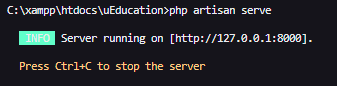 C:\xampp\htdocs\uEducation>php artisan serve
INFO Server running on [http://127.0.0.1:8000].
Press Ctrl+C to stop the server